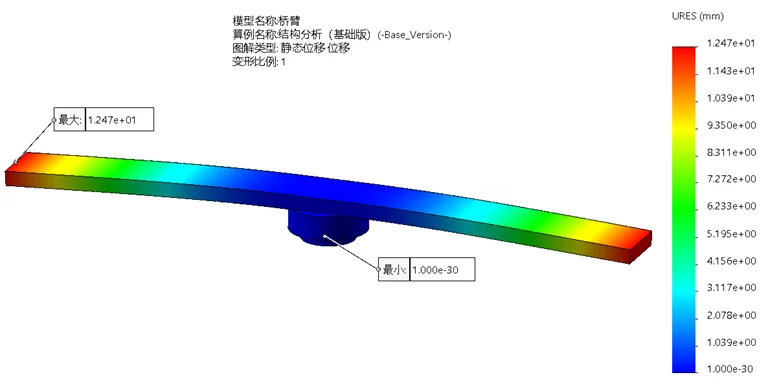 模型名称:桥臂
算例名称:结构分析（基础版）(-Base_Version-)
图解类型: 静态位移 位移
变形比例: 1
URES (mm)
1.247e+01
1.143e+01
1.039e+01
9.350e+00
8.311e+00
7.272e+00
6.233e+00
5.195e+00
4.156e+00
3.117e+00
2.078e+00
1.039e+00
1.000e-30
最大: 1.247e+01
最小: 1.000e-30